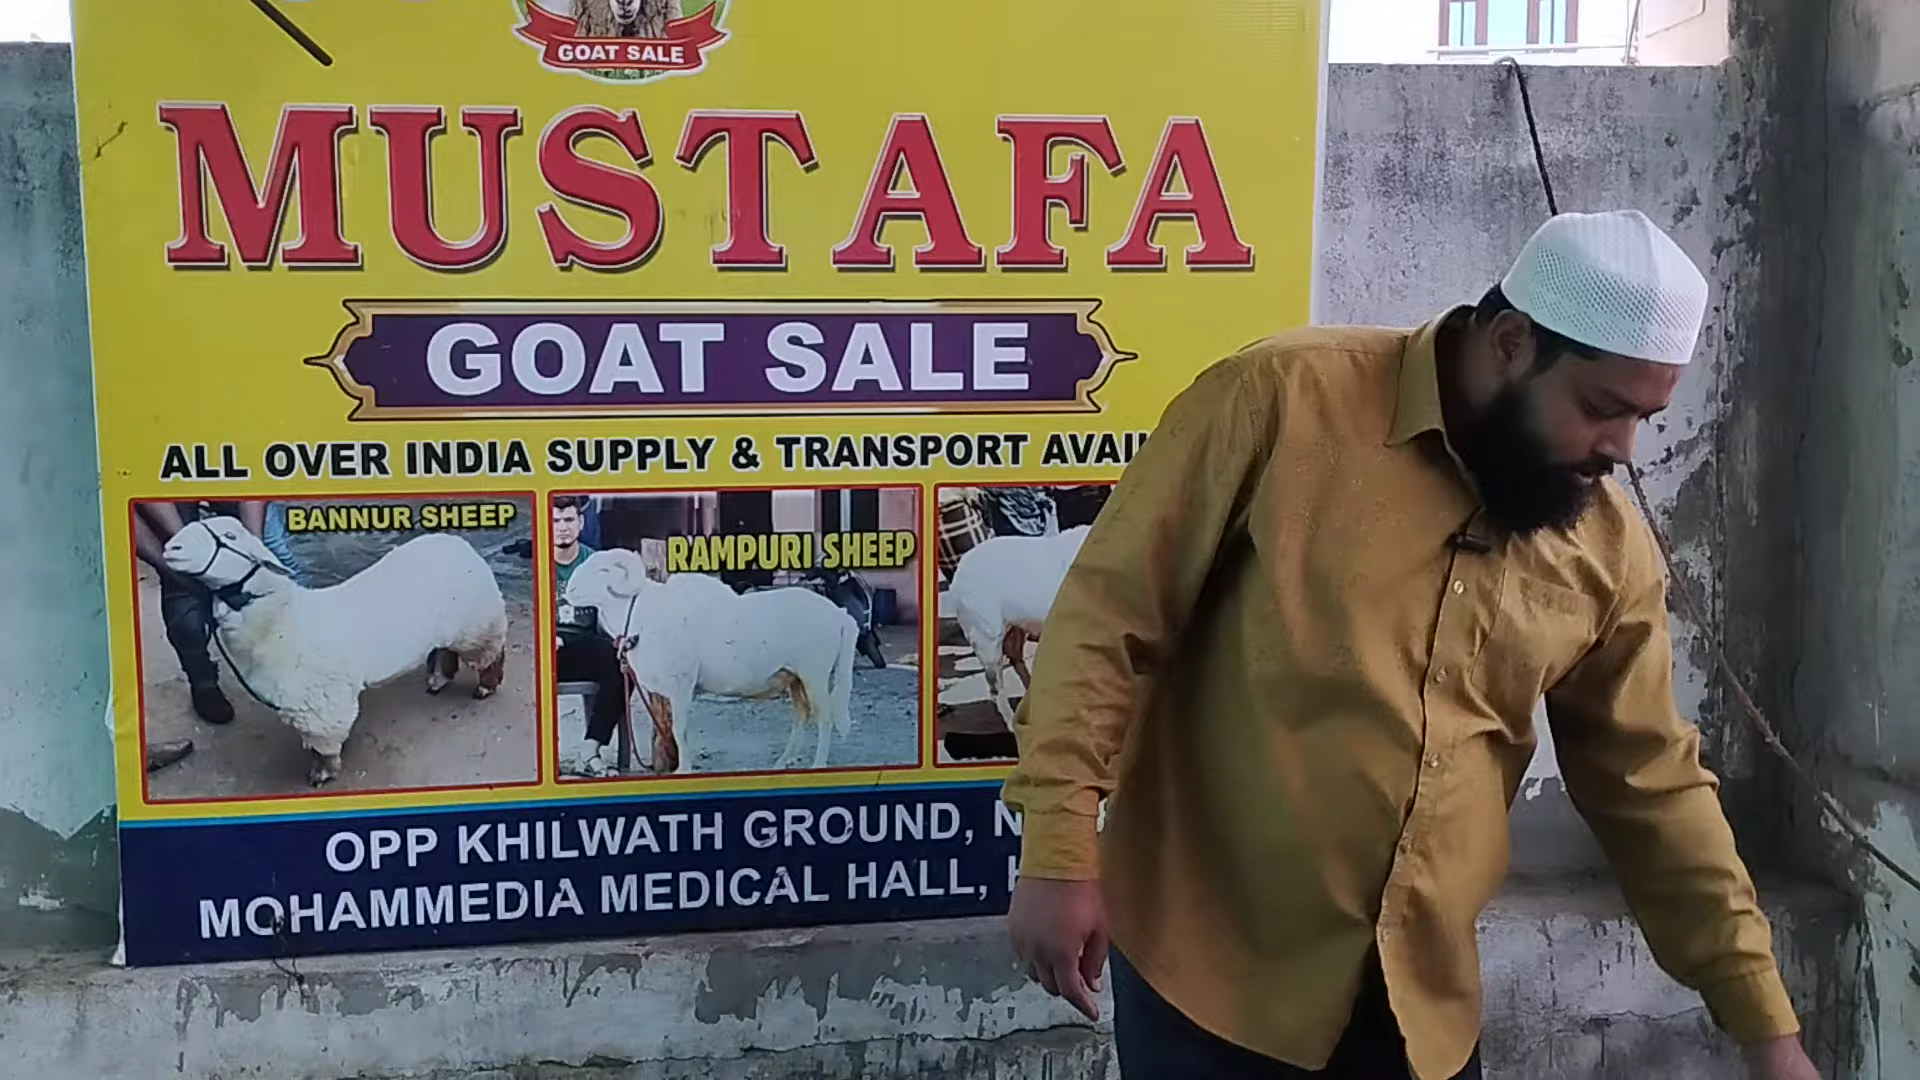 GOAT SALE
MUSTAFA
GOAT SALE
ALL OVER INDIA SUPPLY & TRANSPORT
BANNUR SHEEP
RAMPURI SHEEP
OPP KHILWATH GROUND,
MOHAMMEDIA MEDICAL HALL,